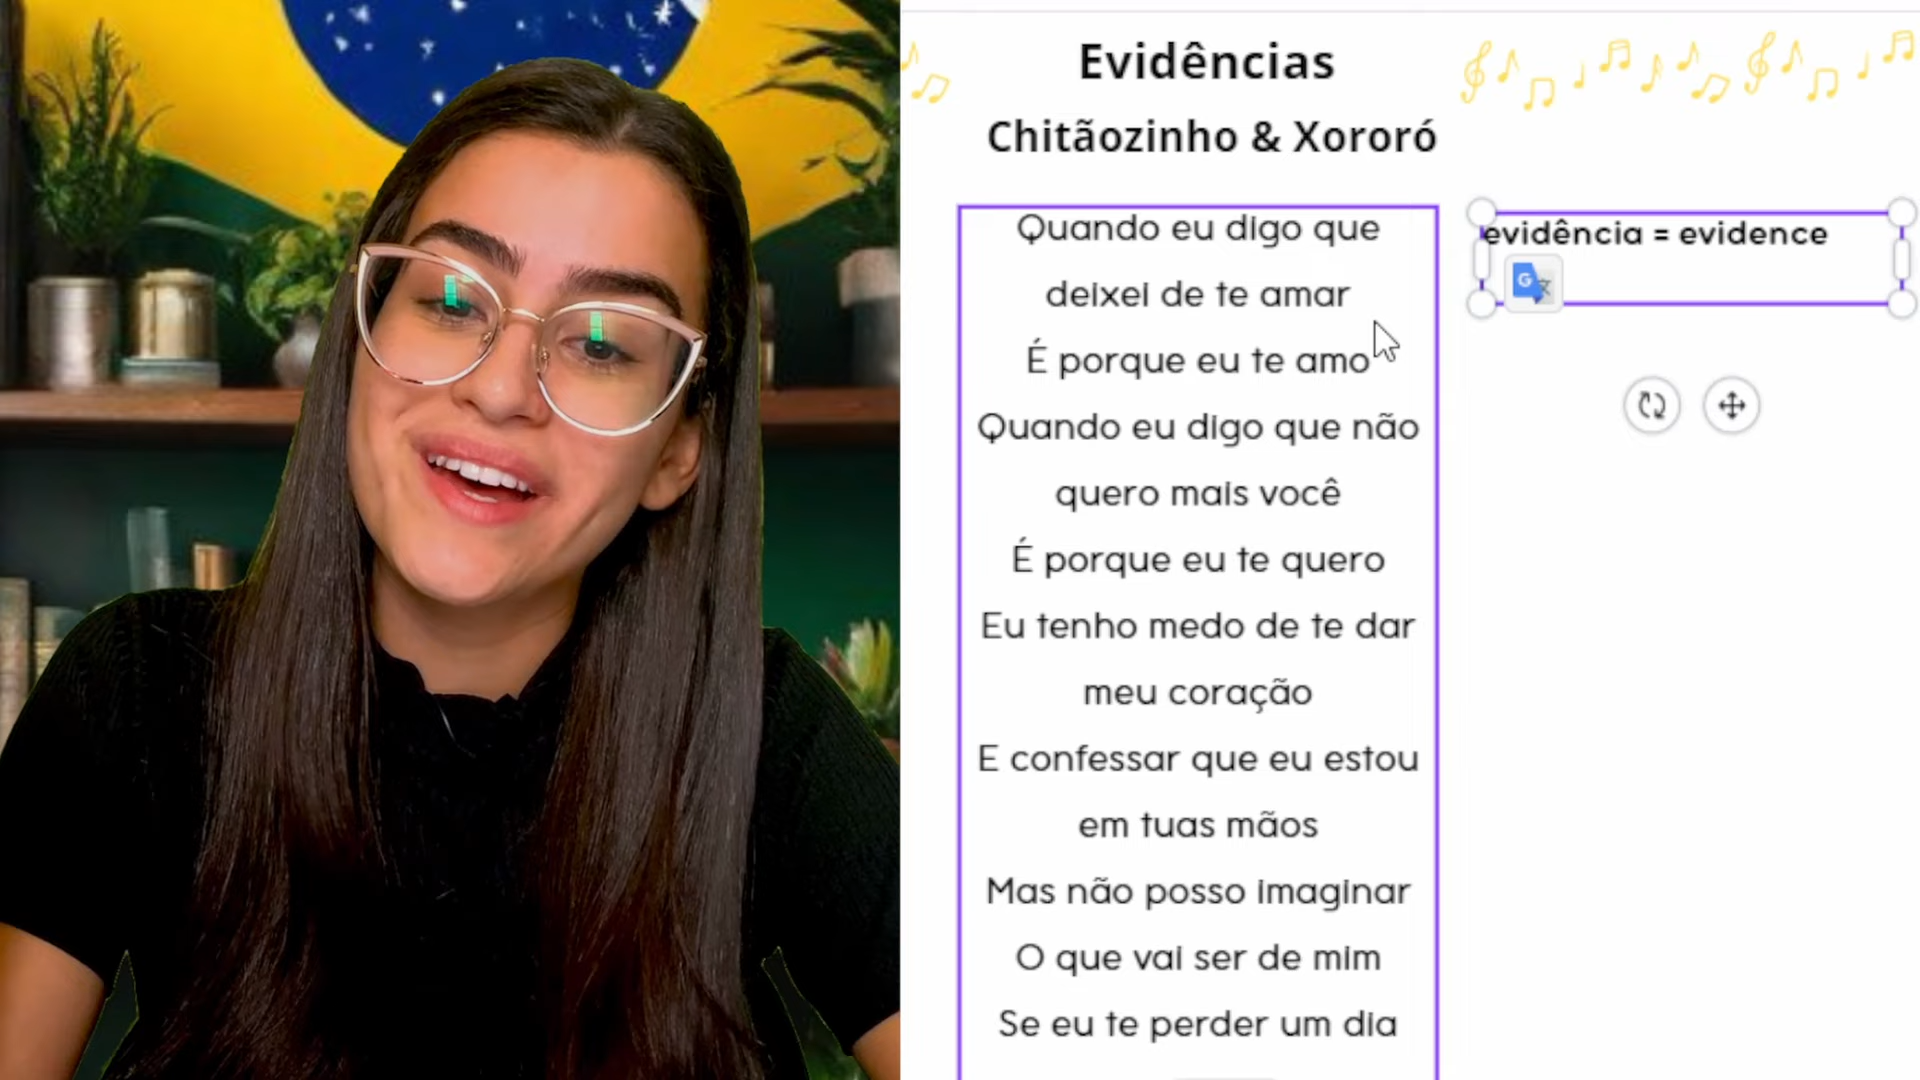 Evidências
Chitãozinho & Xororó
Quando eu digo que
deixei de te amar
É porque eu te amo
Quando eu digo que não
quero mais você
É porque eu te quero
Eu tenho medo de te dar
meu coração
E confessar que eu estou
em tuas mãos
Mas não posso imaginar
O que vai ser de mim
Se eu te perder um dia
evidência = evidence
G